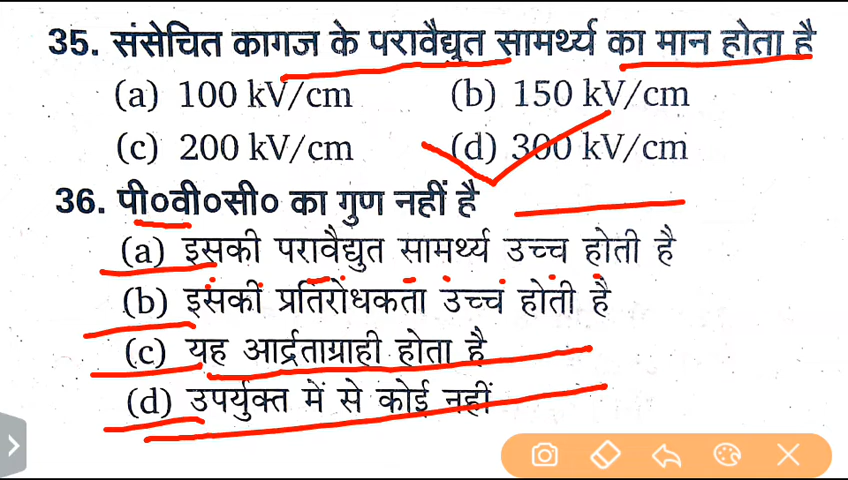 35. संसेचित कागज के परावैद्युत सामर्थ्य का मान होता है
(a) 100 kV/cm (b) 150 kV/cm
(c) 200 kV/cm (d) 300 kV/cm
36. पी०वी०सी० का गुण नहीं है
(a) इसकी परावैद्युत सामर्थ्य उच्च होती है
(b) इसकी प्रतिरोधकता उच्च होती है
(c) यह आर्द्रताग्राही होता है
(d) उपर्युक्त में से कोई नहीं